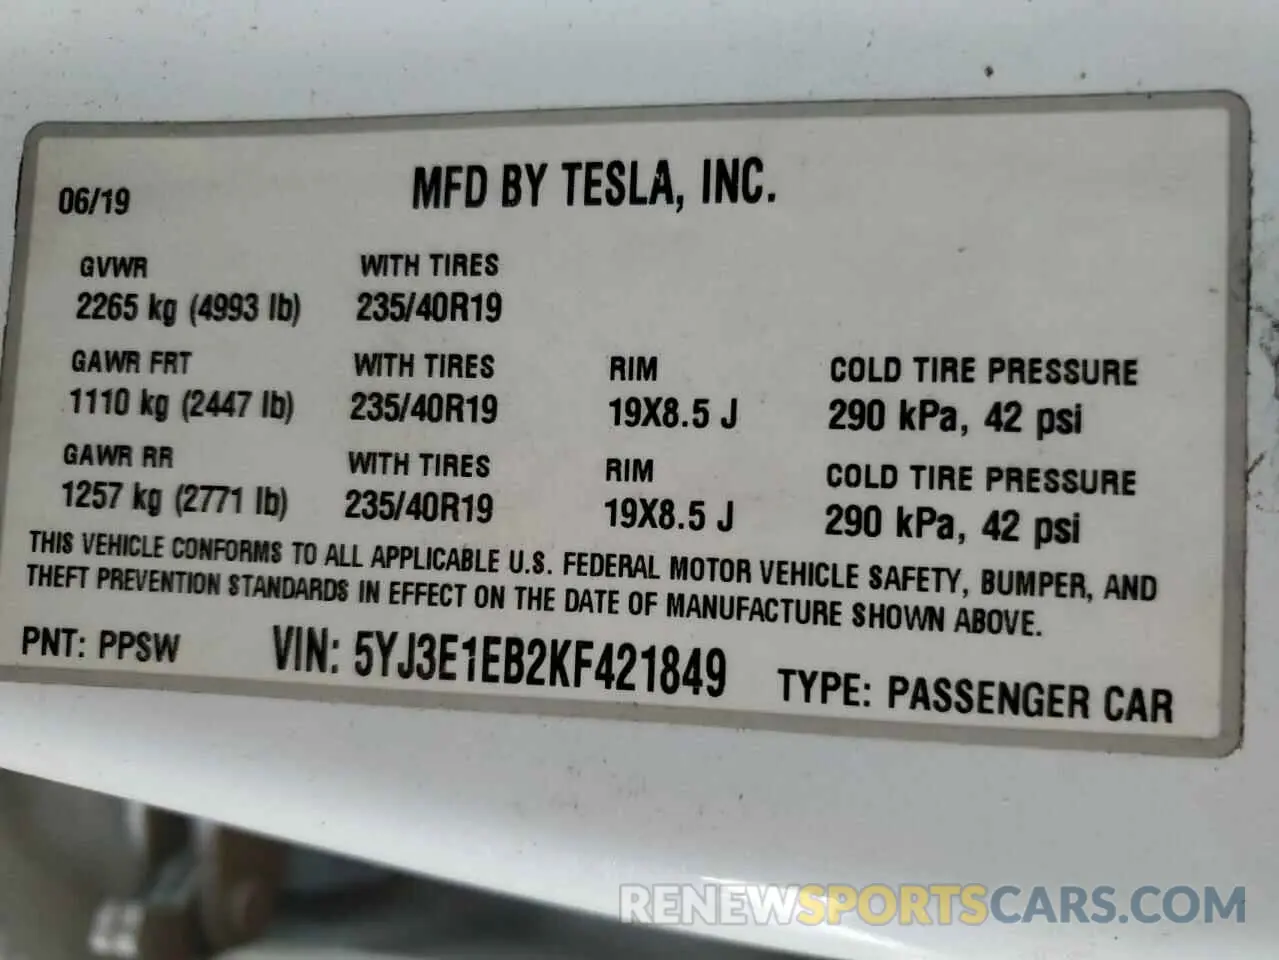 MFD BY TESLA, INC.
06/19
GVWR WITH TIRES
2265 kg (4993 lb) 235/40R19
GAWR FRT WITH TIRES RIM COLD TIRE PRESSURE
1110 kg (2447 lb) 235/40R19 19X8.5 J 290 kPa, 42 psi
GAWR RR WITH TIRES RIM COLD TIRE PRESSURE
1257 kg (2771 lb) 235/40R19 19X8.5 J 290 kPa, 42 psi
THIS VEHICLE CONFORMS TO ALL APPLICABLE U.S. FEDERAL MOTOR VEHICLE SAFETY, BUMPER, AND
THEFT PREVENTION STANDARDS IN EFFECT ON THE DATE OF MANUFACTURE SHOWN ABOVE.
PNT: PPSW VIN: 5YJ3E1EB2KF421849 TYPE: PASSENGER CAR
RENEWSPORTSCARS.COM